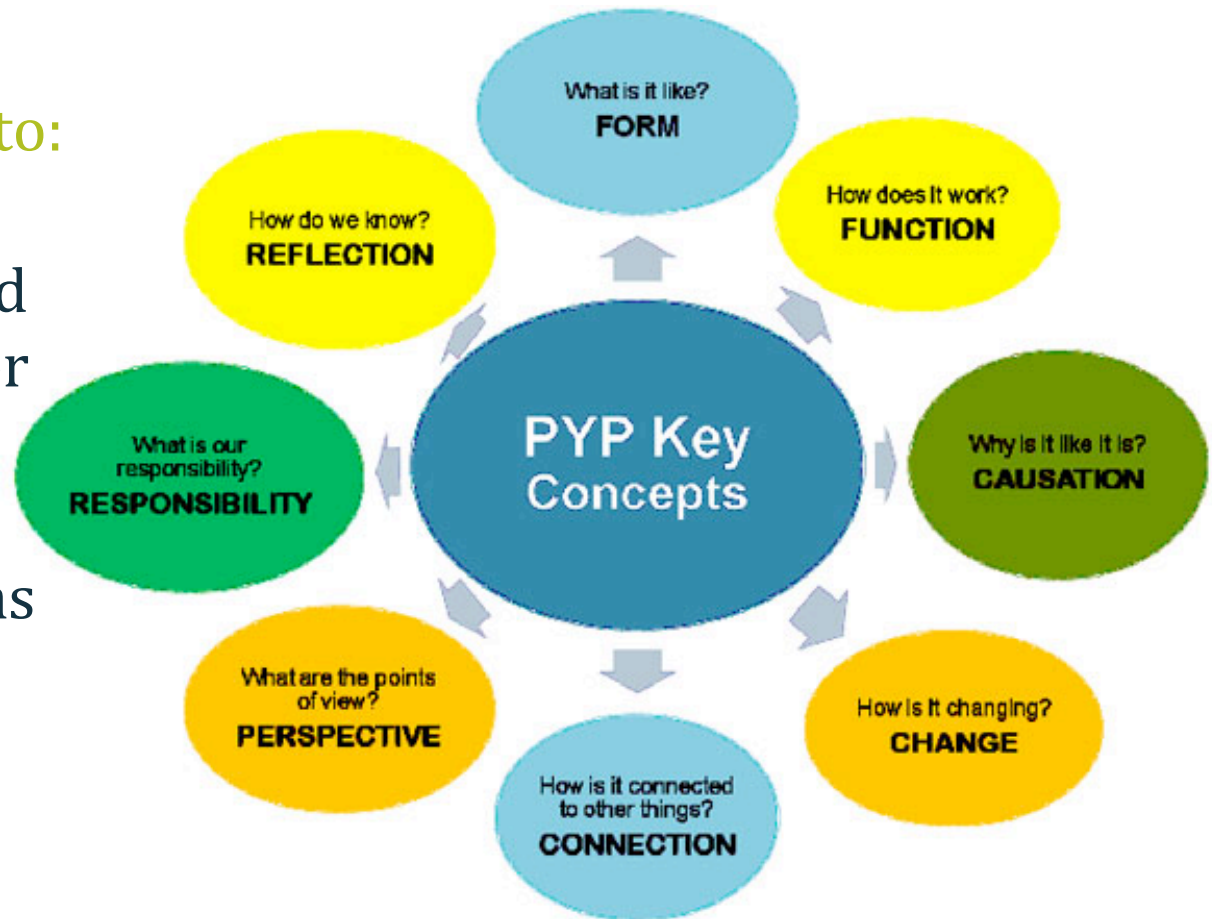 to:
d
r
ns
What is it like?
FORM
How does it work?
FUNCTION
Why is it like it is?
CAUSATION
How is it changing?
CHANGE
How is it connected
to other things?
CONNECTION
What are the points
of view?
PERSPECTIVE
What is our
responsibility?
RESPONSIBILITY
How do we know?
REFLECTION
PYP Key
Concepts